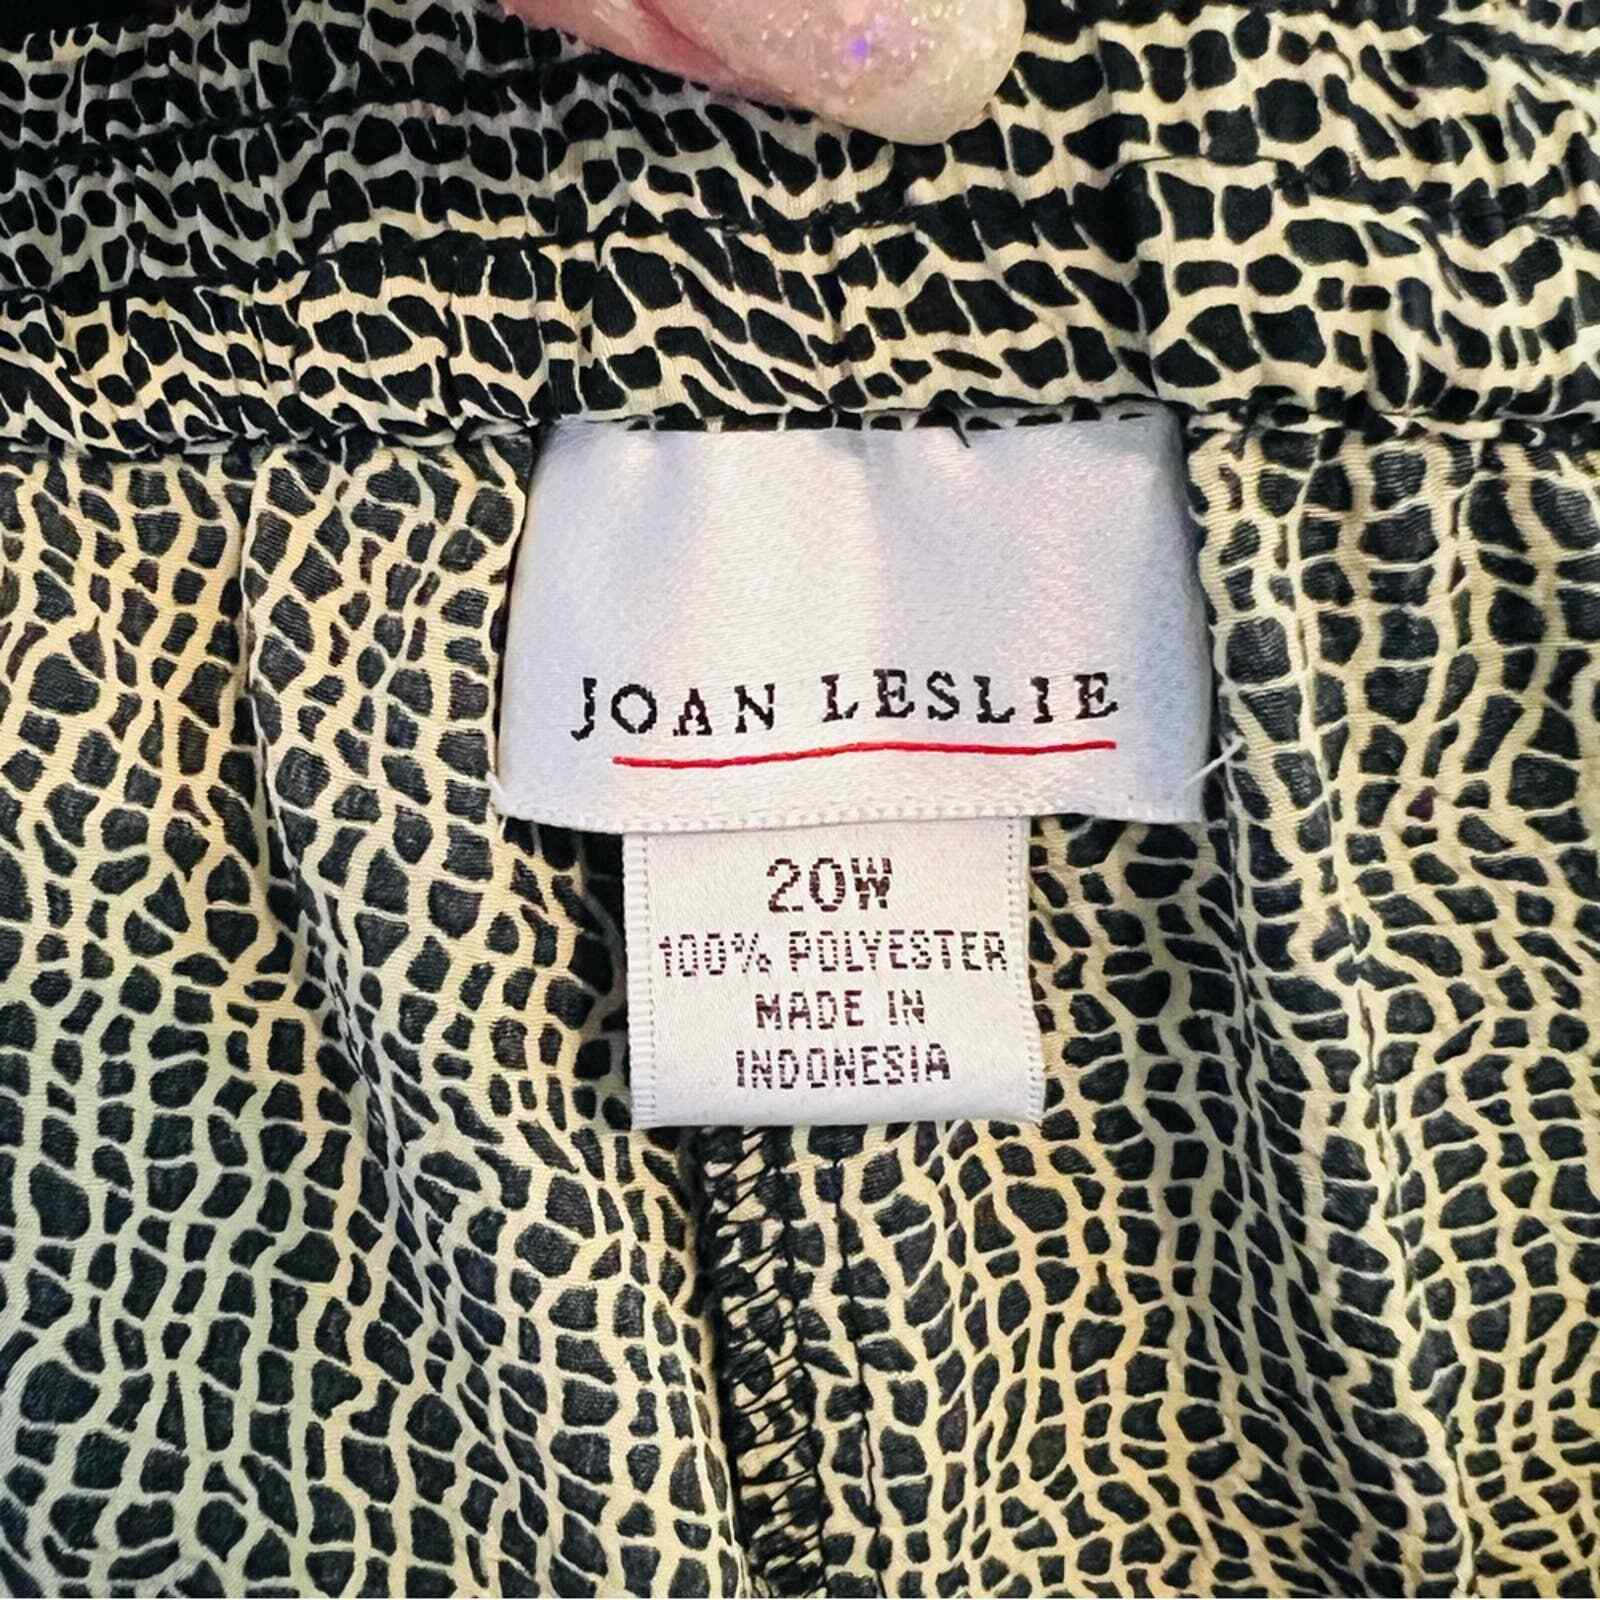 JOAN LESLIE
20W
100% POLYESTER
MADE IN
INDONESIA